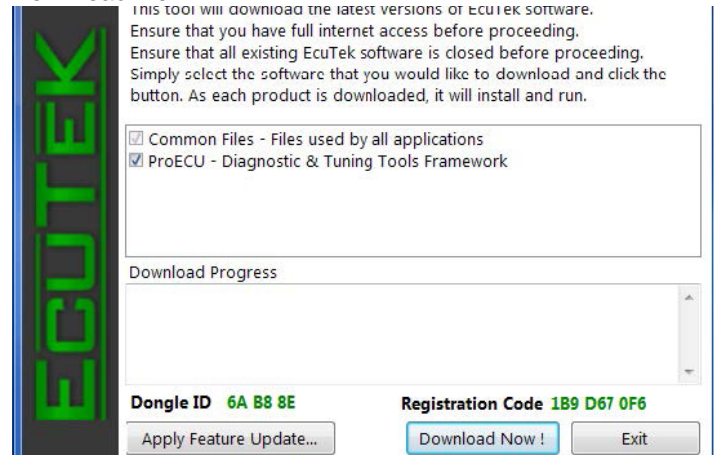 This tool will download the latest versions of EcuTek software.
Ensure that you have full internet access before proceeding.
Ensure that all existing EcuTek software is closed before proceeding.
Simply select the software that you would like to download and click the
button. As each product is downloaded, it will install and run.
ECUTEK
Common Files - Files used by all applications
ProECU - Diagnostic & Tuning Tools Framework
Download Progress
Dongle ID 6A B8 8E Registration Code 1B9 D67 0F6
Apply Feature Update... Download Now ! Exit